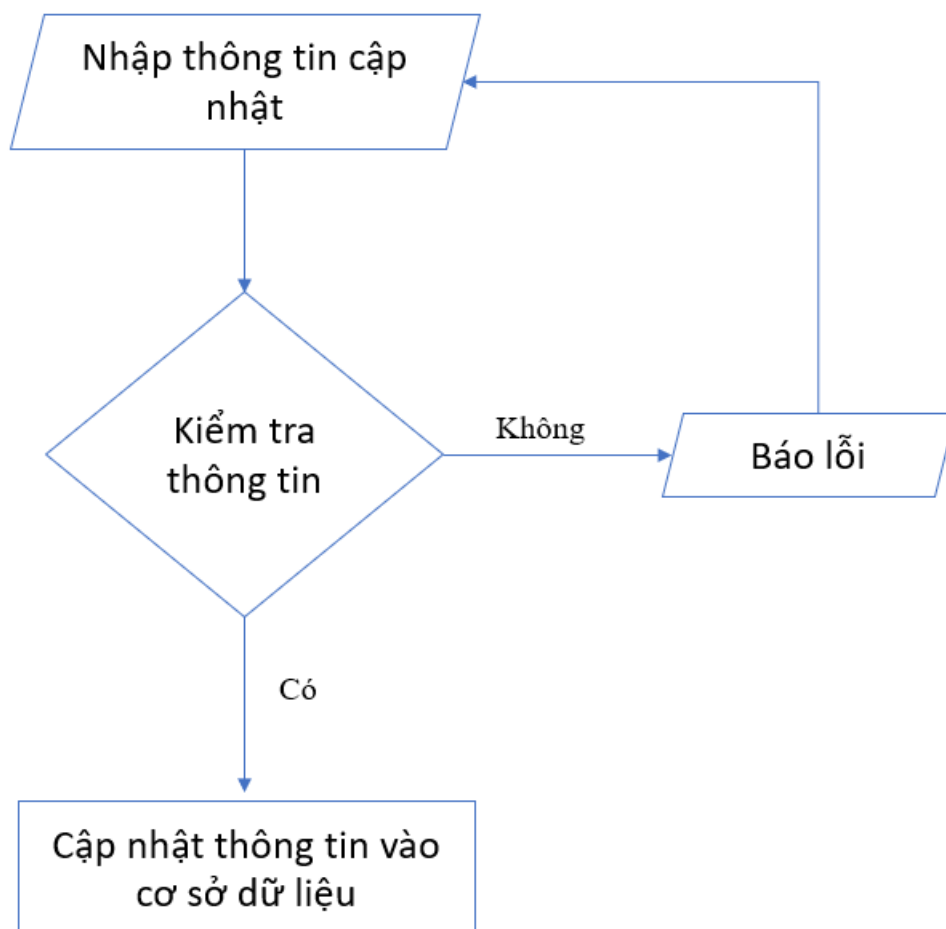 Nhập thông tin cập
nhật
Kiểm tra
thông tin
Không
Báo lỗi
Có
Cập nhật thông tin vào
cơ sở dữ liệu